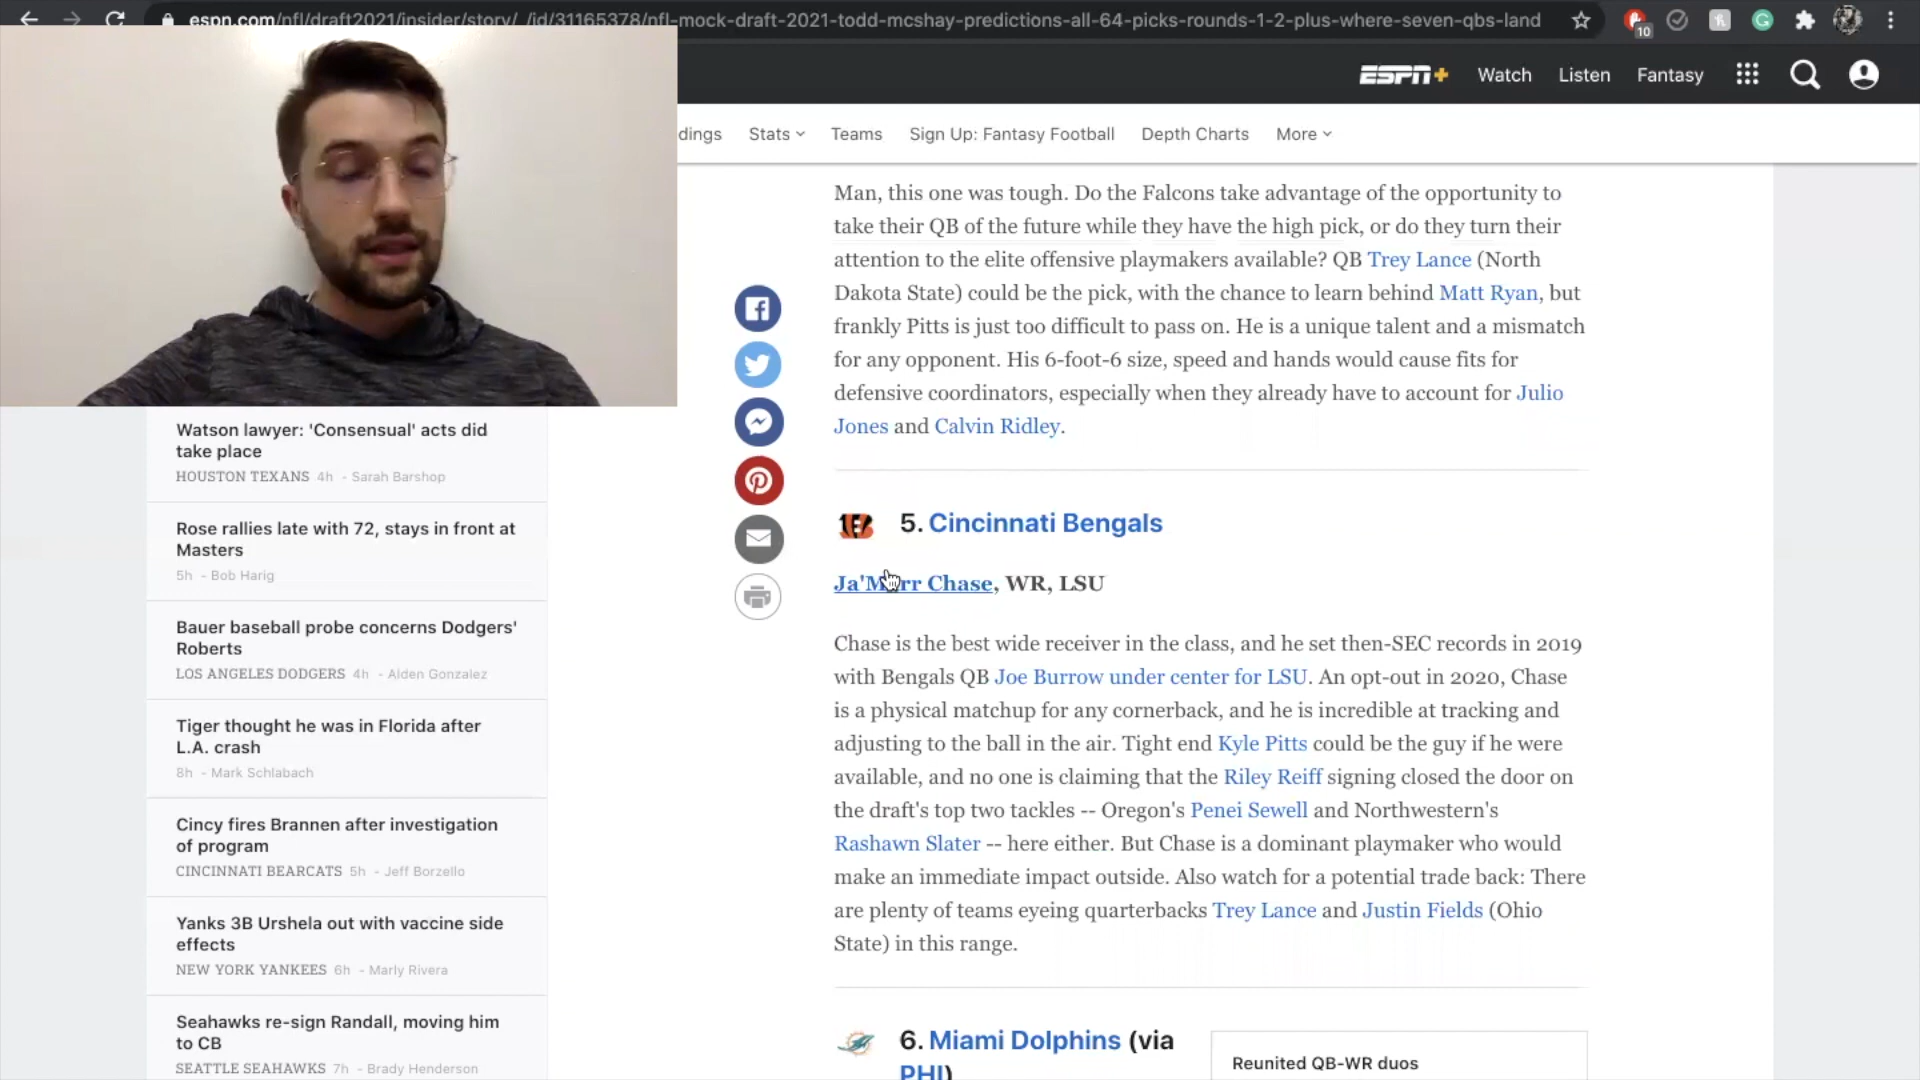 espn.com/nfl/draft2021/insider/story/_/id/31165378/nfl-mock-draft-2021-todd-mcshay-predictions-all-64-picks-rounds-1-2-plus-where-seven-qbs-land
10
ESPN+ Watch Listen Fantasy
dings Stats Teams Sign Up: Fantasy Football Depth Charts More
Man, this one was tough. Do the Falcons take advantage of the opportunity to
take their QB of the future while they have the high pick, or do they turn their
attention to the elite offensive playmakers available? QB Trey Lance (North
Dakota State) could be the pick, with the chance to learn behind Matt Ryan, but
frankly Pitts is just too difficult to pass on. He is a unique talent and a mismatch
for any opponent. His 6-foot-6 size, speed and hands would cause fits for
defensive coordinators, especially when they already have to account for Julio
Jones and Calvin Ridley.
5. Cincinnati Bengals
Ja'Marr Chase, WR, LSU
Chase is the best wide receiver in the class, and he set then-SEC records in 2019
with Bengals QB Joe Burrow under center for LSU. An opt-out in 2020, Chase
is a physical matchup for any cornerback, and he is incredible at tracking and
adjusting to the ball in the air. Tight end Kyle Pitts could be the guy if he were
available, and no one is claiming that the Riley Reiff signing closed the door on
the draft's top two tackles -- Oregon's Penei Sewell and Northwestern's
Rashawn Slater -- here either. But Chase is a dominant playmaker who would
make an immediate impact outside. Also watch for a potential trade back: There
are plenty of teams eyeing quarterbacks Trey Lance and Justin Fields (Ohio
State) in this range.
6. Miami Dolphins (via
PHI)
Reunited QB-WR duos
Watson lawyer: 'Consensual' acts did
take place
HOUSTON TEXANS 4h - Sarah Barshop
Rose rallies late with 72, stays in front at
Masters
5h - Bob Harig
Bauer baseball probe concerns Dodgers'
Roberts
LOS ANGELES DODGERS 4h - Alden Gonzalez
Tiger thought he was in Florida after
L.A. crash
8h - Mark Schlabach
Cincy fires Brannen after investigation
of program
CINCINNATI BEARCATS 5h - Jeff Borzello
Yanks 3B Urshela out with vaccine side
effects
NEW YORK YANKEES 6h - Marly Rivera
Seahawks re-sign Randall, moving him
to CB
SEATTLE SEAHAWKS 7h - Brady Henderson